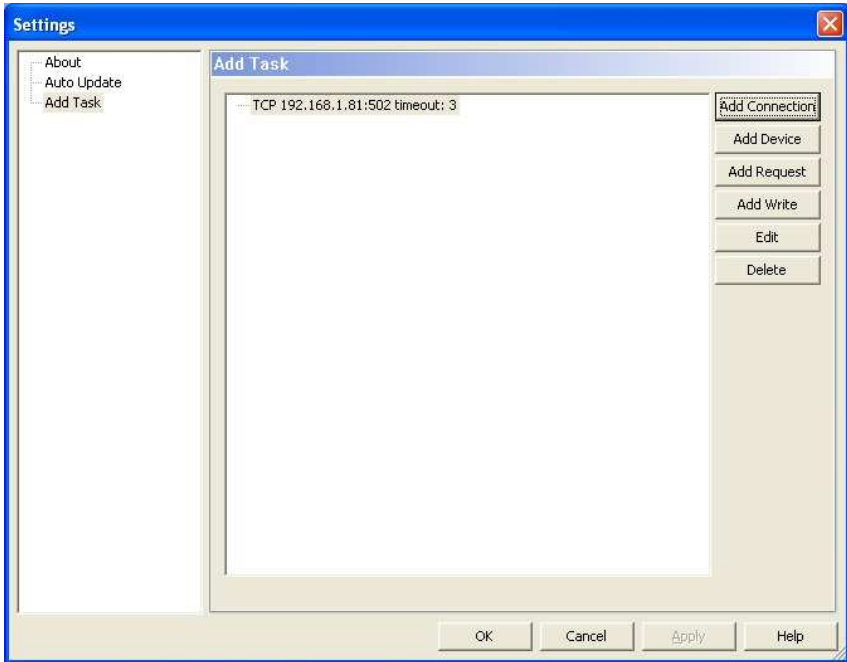 Settings
About
Auto Update
Add Task
Add Task
TCP 192.168.1.81:502 timeout: 3
Add Connection
Add Device
Add Request
Add Write
Edit
Delete
OK
Cancel
Apply
Help